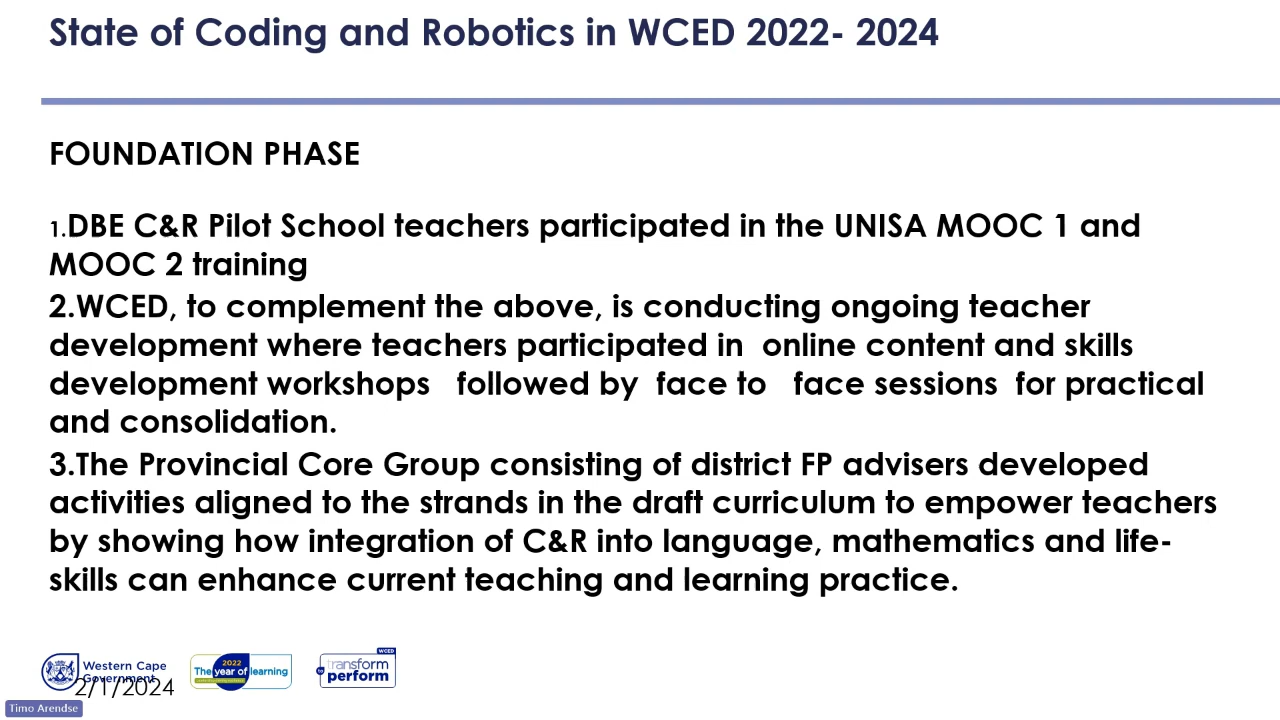 State of Coding and Robotics in WCED 2022- 2024
FOUNDATION PHASE
1.DBE C&R Pilot School teachers participated in the UNISA MOOC 1 and
MOOC 2 training
2.WCED, to complement the above, is conducting ongoing teacher
development where teachers participated in online content and skills
development workshops followed by face to face sessions for practical
and consolidation.
3.The Provincial Core Group consisting of district FP advisers developed
activities aligned to the strands in the draft curriculum to empower teachers
by showing how integration of C&R into language, mathematics and life-
skills can enhance current teaching and learning practice.
Western Cape
Government
2/1/2024
2022
The year of learning
WCED
transform
to perform
Timo Arendse